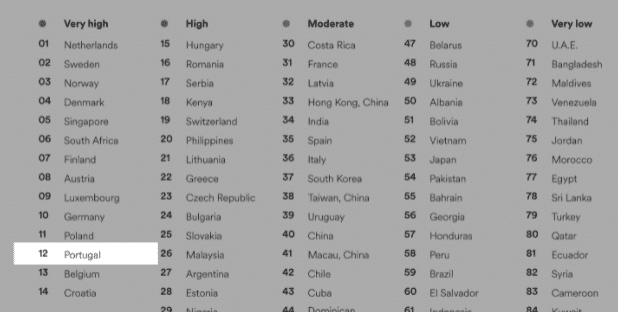 Very high
01 Netherlands
02 Sweden
03 Norway
04 Denmark
05 Singapore
06 South Africa
07 Finland
08 Austria
09 Luxembourg
10 Germany
11 Poland
12 Portugal
13 Belgium
14 Croatia
High
15 Hungary
16 Romania
17 Serbia
18 Kenya
19 Switzerland
20 Philippines
21 Lithuania
22 Greece
23 Czech Republic
24 Bulgaria
25 Slovakia
26 Malaysia
27 Argentina
28 Estonia
29 Nigeria
Moderate
30 Costa Rica
31 France
32 Latvia
33 Hong Kong, China
34 India
35 Spain
36 Italy
37 South Korea
38 Taiwan, China
39 Uruguay
40 China
41 Macau, China
42 Chile
43 Cuba
44 Dominican
Low
47 Belarus
48 Russia
49 Ukraine
50 Albania
51 Bolivia
52 Vietnam
53 Japan
54 Pakistan
55 Bahrain
56 Georgia
57 Honduras
58 Peru
59 Brazil
60 El Salvador
61 Indonesia
Very low
70 U.A.E.
71 Bangladesh
72 Maldives
73 Venezuela
74 Thailand
75 Jordan
76 Morocco
77 Egypt
78 Sri Lanka
79 Turkey
80 Qatar
81 Ecuador
82 Syria
83 Cameroon
84 Kuwait